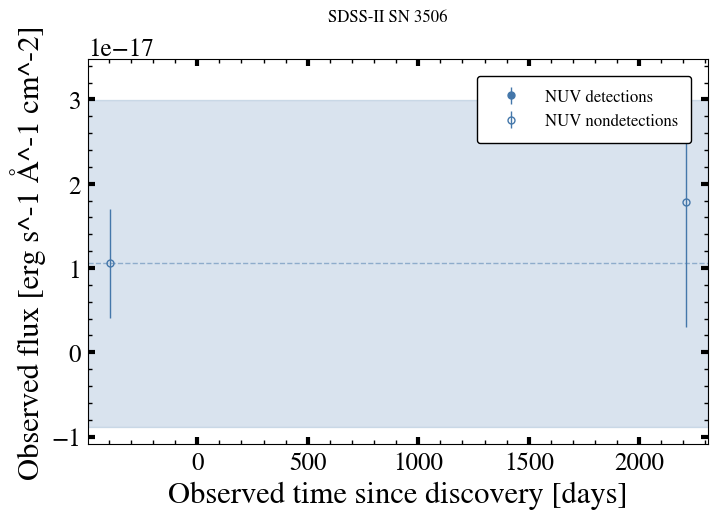 SDSS-II SN 3506
1e−17
NUV detections
NUV nondetections
3
2
1
0
−1
0 500 1000 1500 2000
Observed time since discovery [days]
Observed flux [erg s^-1 Å^-1 cm^-2]